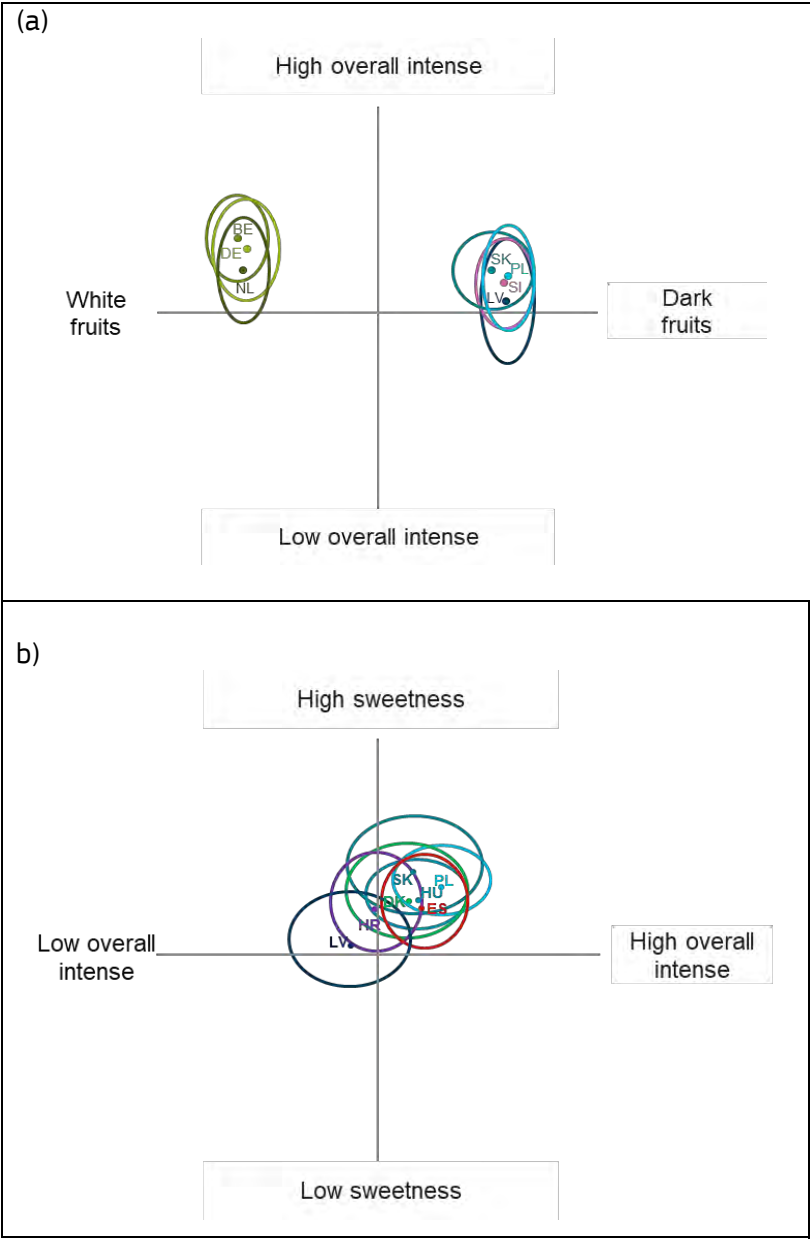 (a)
High overall intense
BE
DE
NL
SK
PL
SI
LV
White
fruits
Dark
fruits
Low overall intense
b)
High sweetness
SK
PL
HU
DK
ES
HR
LV
Low overall
intense
High overall
intense
Low sweetness